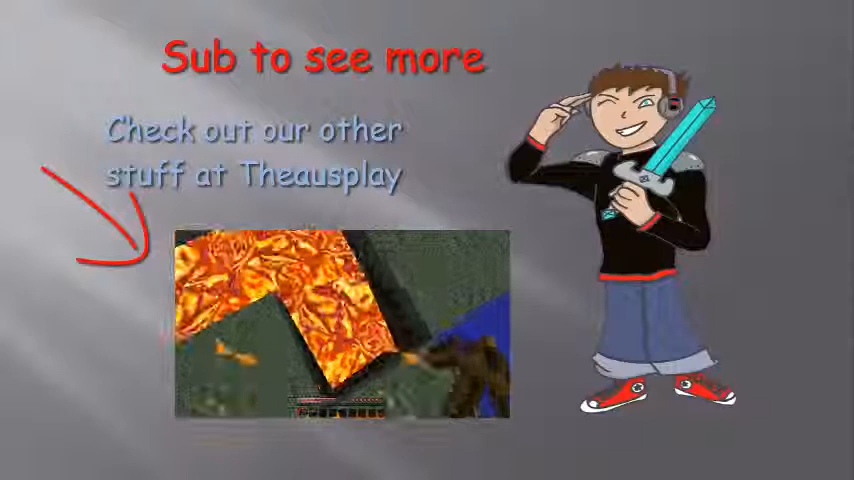 Sub to see more
Check out our other
stuff at Theausplay